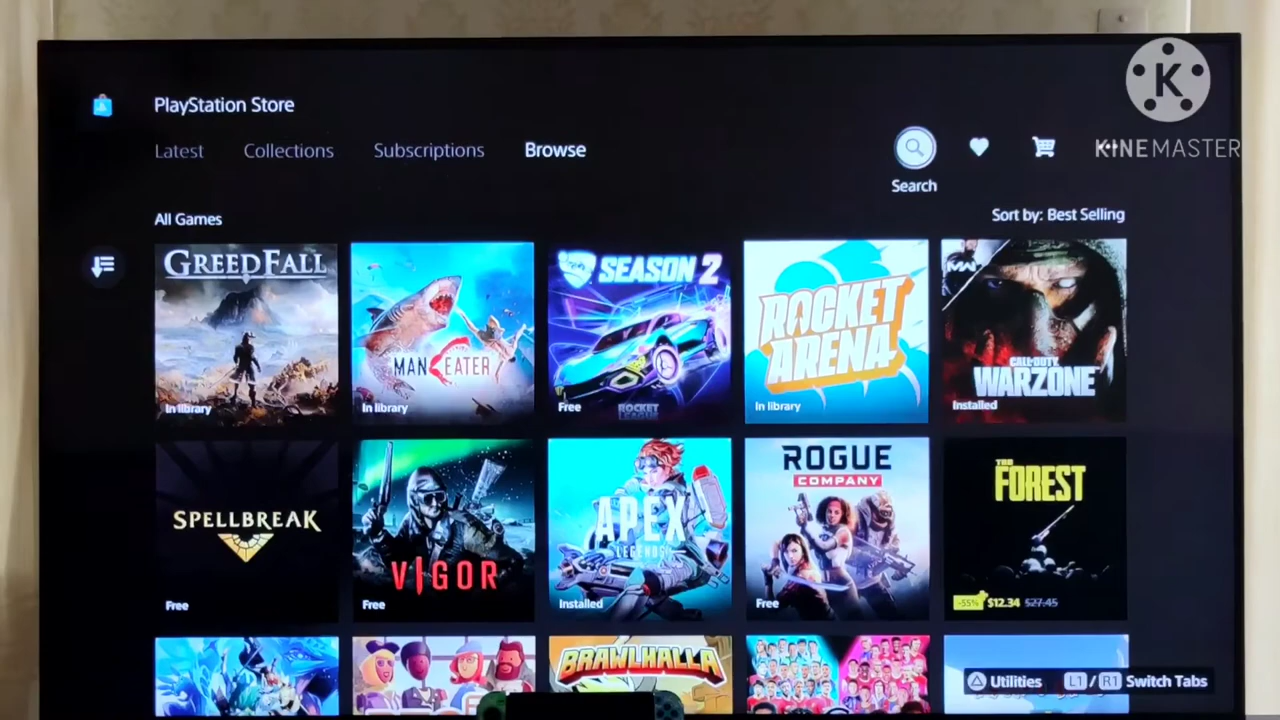 PlayStation Store
K
KINEMASTER
Latest
Collections
Subscriptions
Browse
Search
All Games
Sort by: Best Selling
GREEDFALL
In library
MANEATER
In library
SEASON 2
Free
ROCKET
LEAGUE
ROCKET
ARENA
In library
MW
CALL OF DUTY
WARZONE
Installed
SPELLBREAK
Free
VIGOR
Free
APEX
LEGENDS
Installed
ROGUE
COMPANY
Free
THE
FOREST
-55% $12.34 $27.45
BRAWLHALLA
Utilities L1 / R1 Switch Tabs